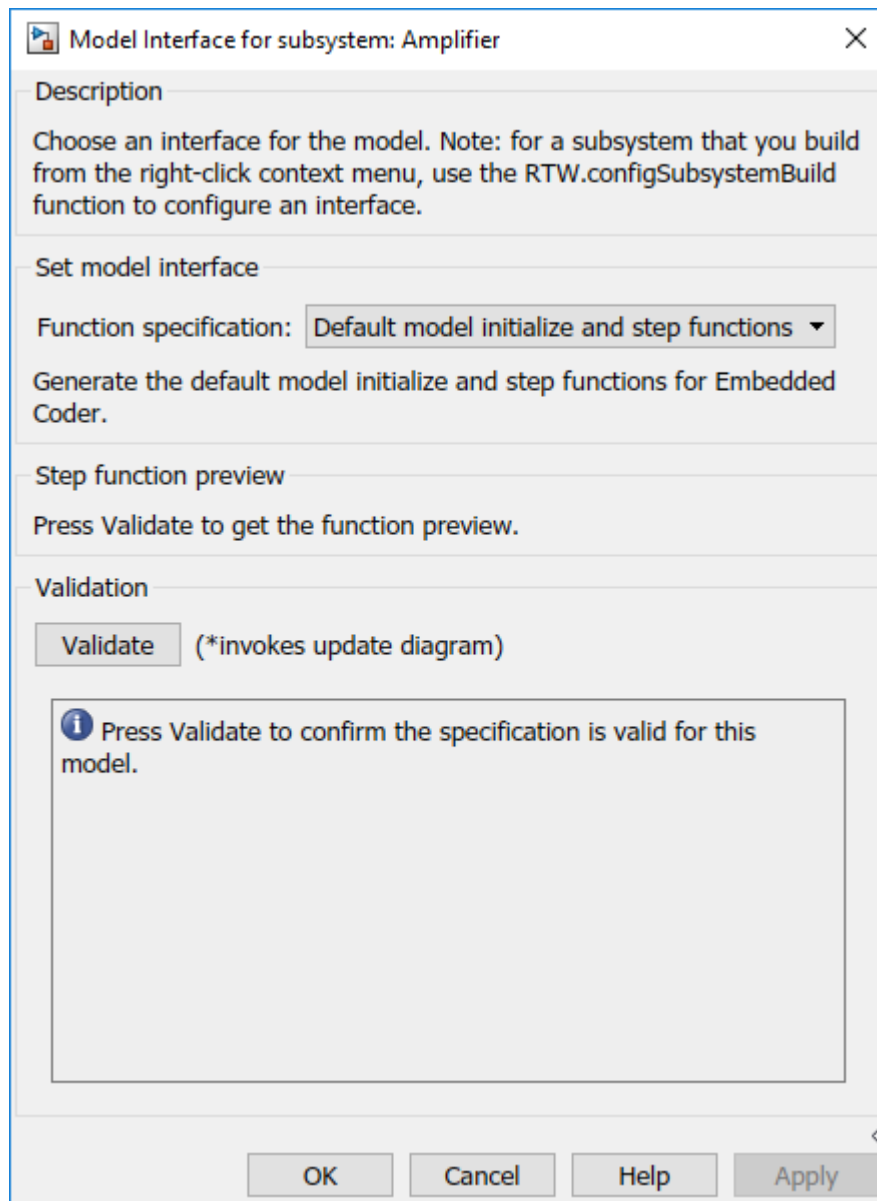 Model Interface for subsystem: Amplifier
Description
Choose an interface for the model. Note: for a subsystem that you build
from the right-click context menu, use the RTW.configSubsystemBuild
function to configure an interface.
Set model interface
Function specification: Default model initialize and step functions
Generate the default model initialize and step functions for Embedded
Coder.
Step function preview
Press Validate to get the function preview.
Validation
Validate (*invokes update diagram)
Press Validate to confirm the specification is valid for this
model.
OK Cancel Help Apply